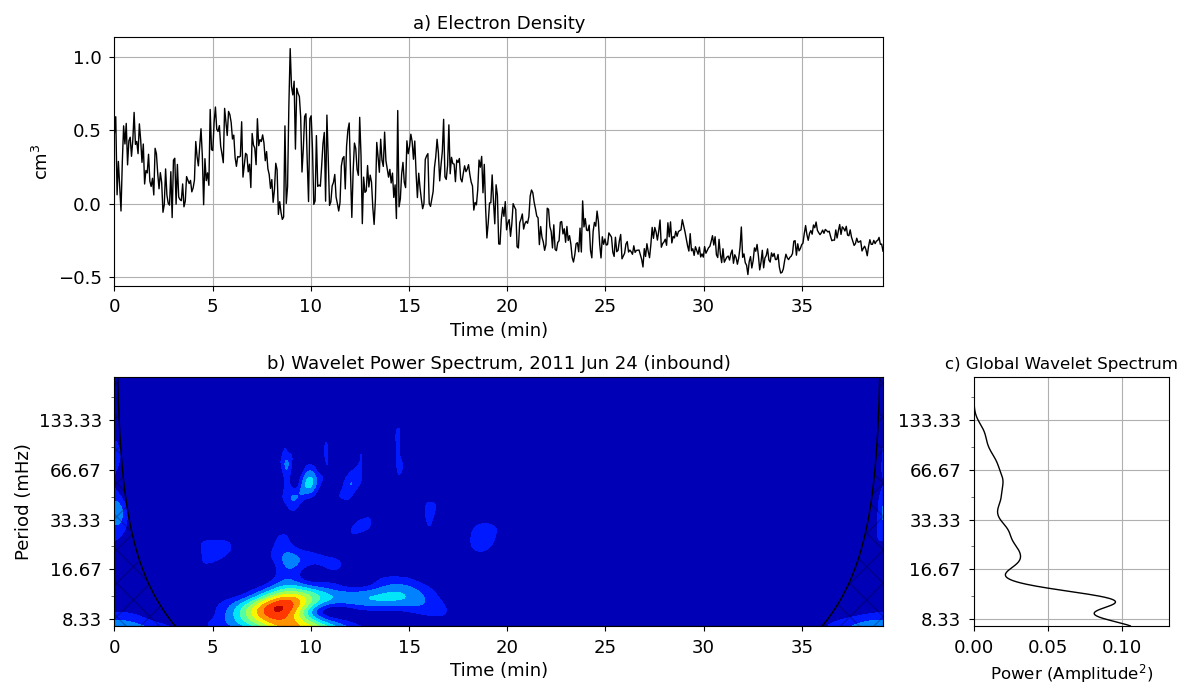 a) Electron Density
1.0
0.5
0.0
−0.5
cm³
0 5 10 15 20 25 30 35
Time (min)
b) Wavelet Power Spectrum, 2011 Jun 24 (inbound)
133.33
66.67
33.33
16.67
8.33
Period (mHz)
0 5 10 15 20 25 30 35
Time (min)
c) Global Wavelet Spectrum
133.33
66.67
33.33
16.67
8.33
0.00 0.05 0.10
Power (Amplitude²)